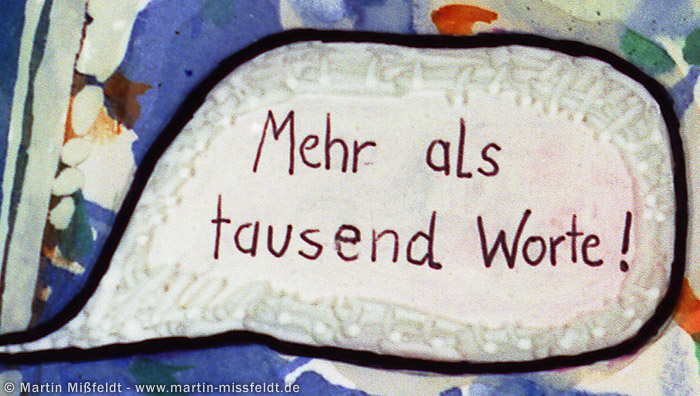 Mehr als
tausend Worte!
© Martin Mißfeldt - www.martin-missfeldt.de